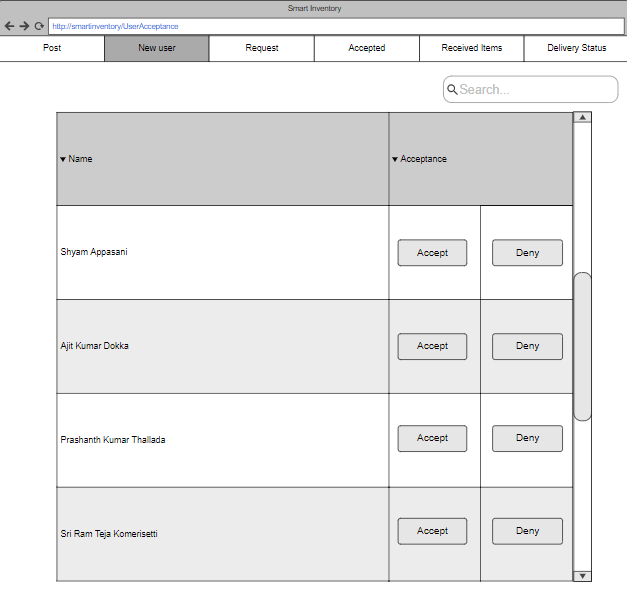 Smart Inventory
http://smartinventory/UserAcceptance
Post New user Request Accepted Received Items Delivery Status
Search...
Name Acceptance
Shyam Appasani Accept Deny
Ajit Kumar Dokka Accept Deny
Prashanth Kumar Thallada Accept Deny
Sri Ram Teja Komerisetti Accept Deny